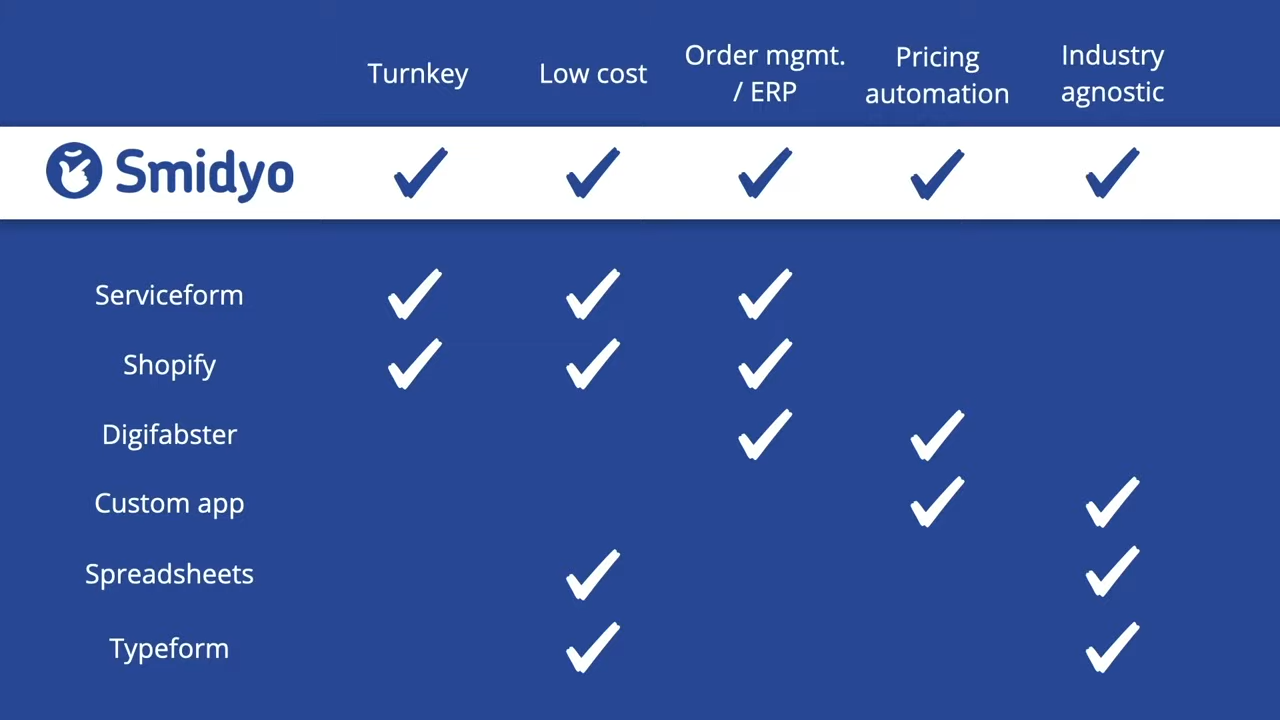 Turnkey
Low cost
Order mgmt.
/ ERP
Pricing
automation
Industry
agnostic
Smidyo
Serviceform
Shopify
Digifabster
Custom app
Spreadsheets
Typeform